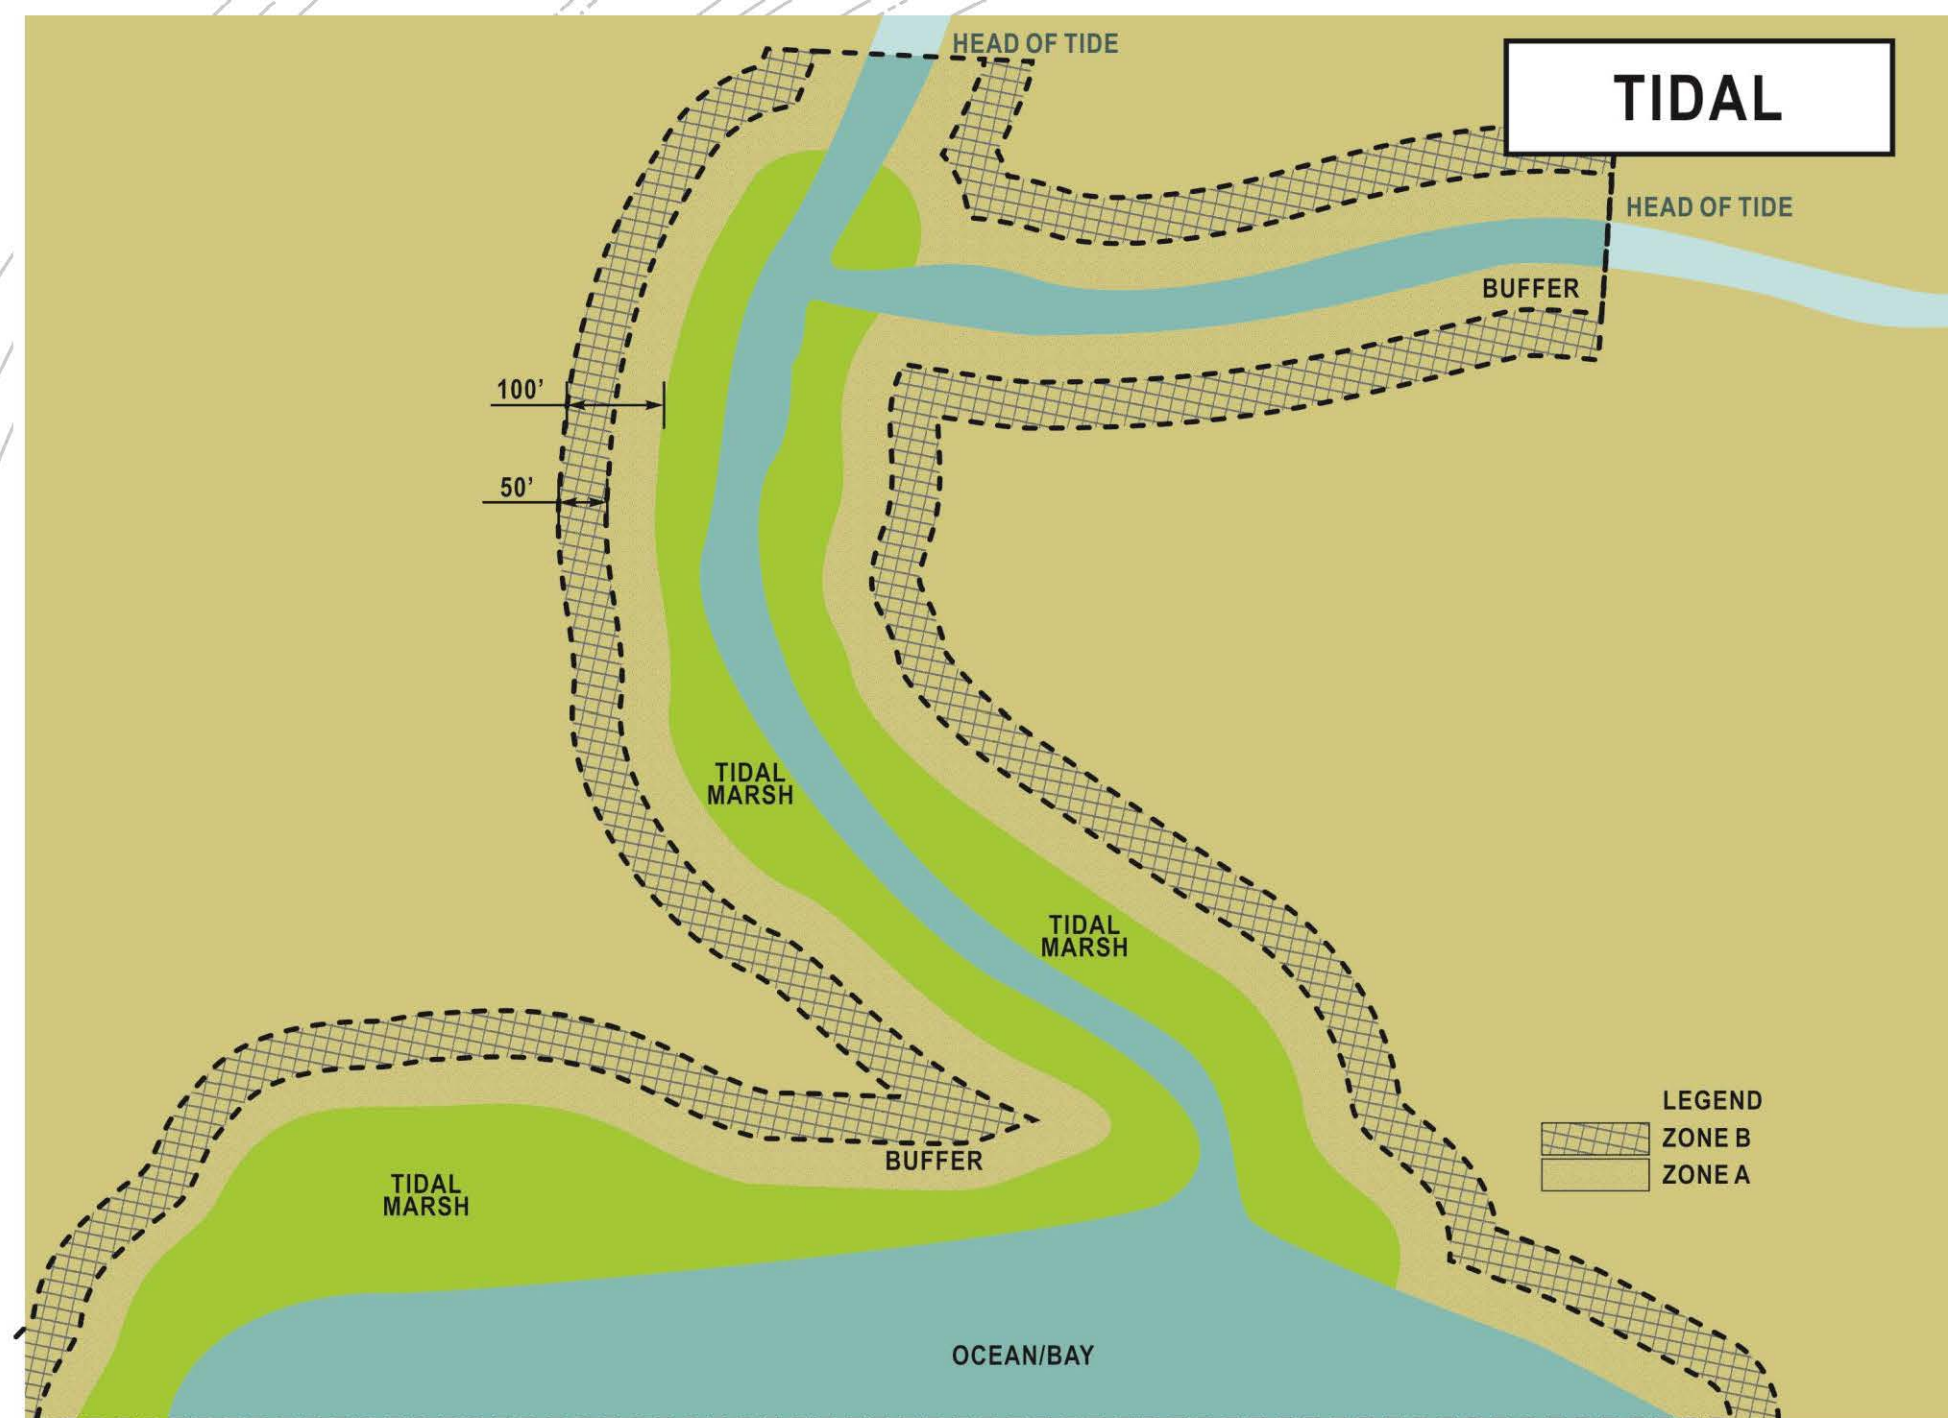 HEAD OF TIDE
TIDAL
HEAD OF TIDE
BUFFER
100'
50'
TIDAL
MARSH
TIDAL
MARSH
LEGEND
ZONE B
ZONE A
BUFFER
TIDAL
MARSH
OCEAN/BAY